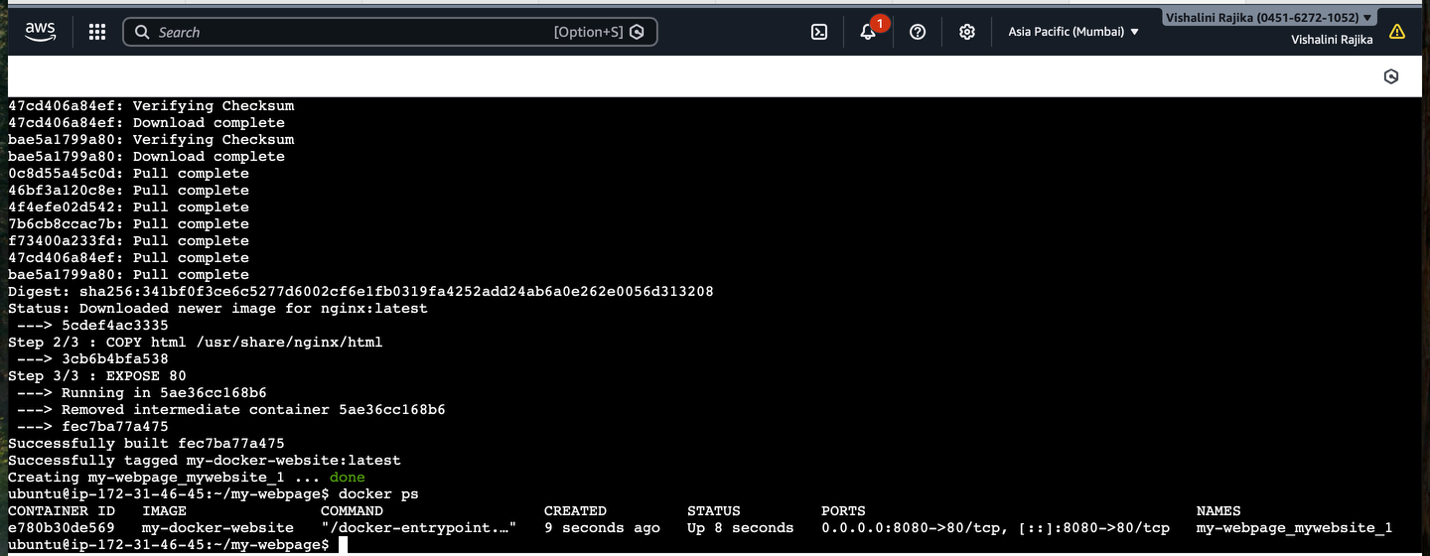 aws
Search [Option+S]
1
Asia Pacific (Mumbai) ▼
Vishalini Rajika (0451-6272-1052) ▼
Vishalini Rajika
47cd406a84ef: Verifying Checksum
47cd406a84ef: Download complete
bae5a1799a80: Verifying Checksum
bae5a1799a80: Download complete
0c8d55a45c0d: Pull complete
46bf3a120c8e: Pull complete
4f4efe02d542: Pull complete
7b6cb8ccac7b: Pull complete
f73400a233fd: Pull complete
47cd406a84ef: Pull complete
bae5a1799a80: Pull complete
Digest: sha256:341bf0f3ce6c5277d6002cf6e1fb0319fa4252add24ab6a0e262e0056d313208
Status: Downloaded newer image for nginx:latest
 ---> 5cdef4ac3335
Step 2/3 : COPY html /usr/share/nginx/html
 ---> 3cb6b4bfa538
Step 3/3 : EXPOSE 80
 ---> Running in 5ae36cc168b6
 ---> Removed intermediate container 5ae36cc168b6
 ---> fec7ba77a475
Successfully built fec7ba77a475
Successfully tagged my-docker-website:latest
Creating my-webpage_mywebsite_1 ... done
ubuntu@ip-172-31-46-45:~/my-webpage$ docker ps
CONTAINER ID IMAGE COMMAND CREATED STATUS PORTS NAMES
e780b30de569 my-docker-website "/docker-entrypoint.…" 9 seconds ago Up 8 seconds 0.0.0.0:8080->80/tcp, [::]:8080->80/tcp my-webpage_mywebsite_1
ubuntu@ip-172-31-46-45:~/my-webpage$